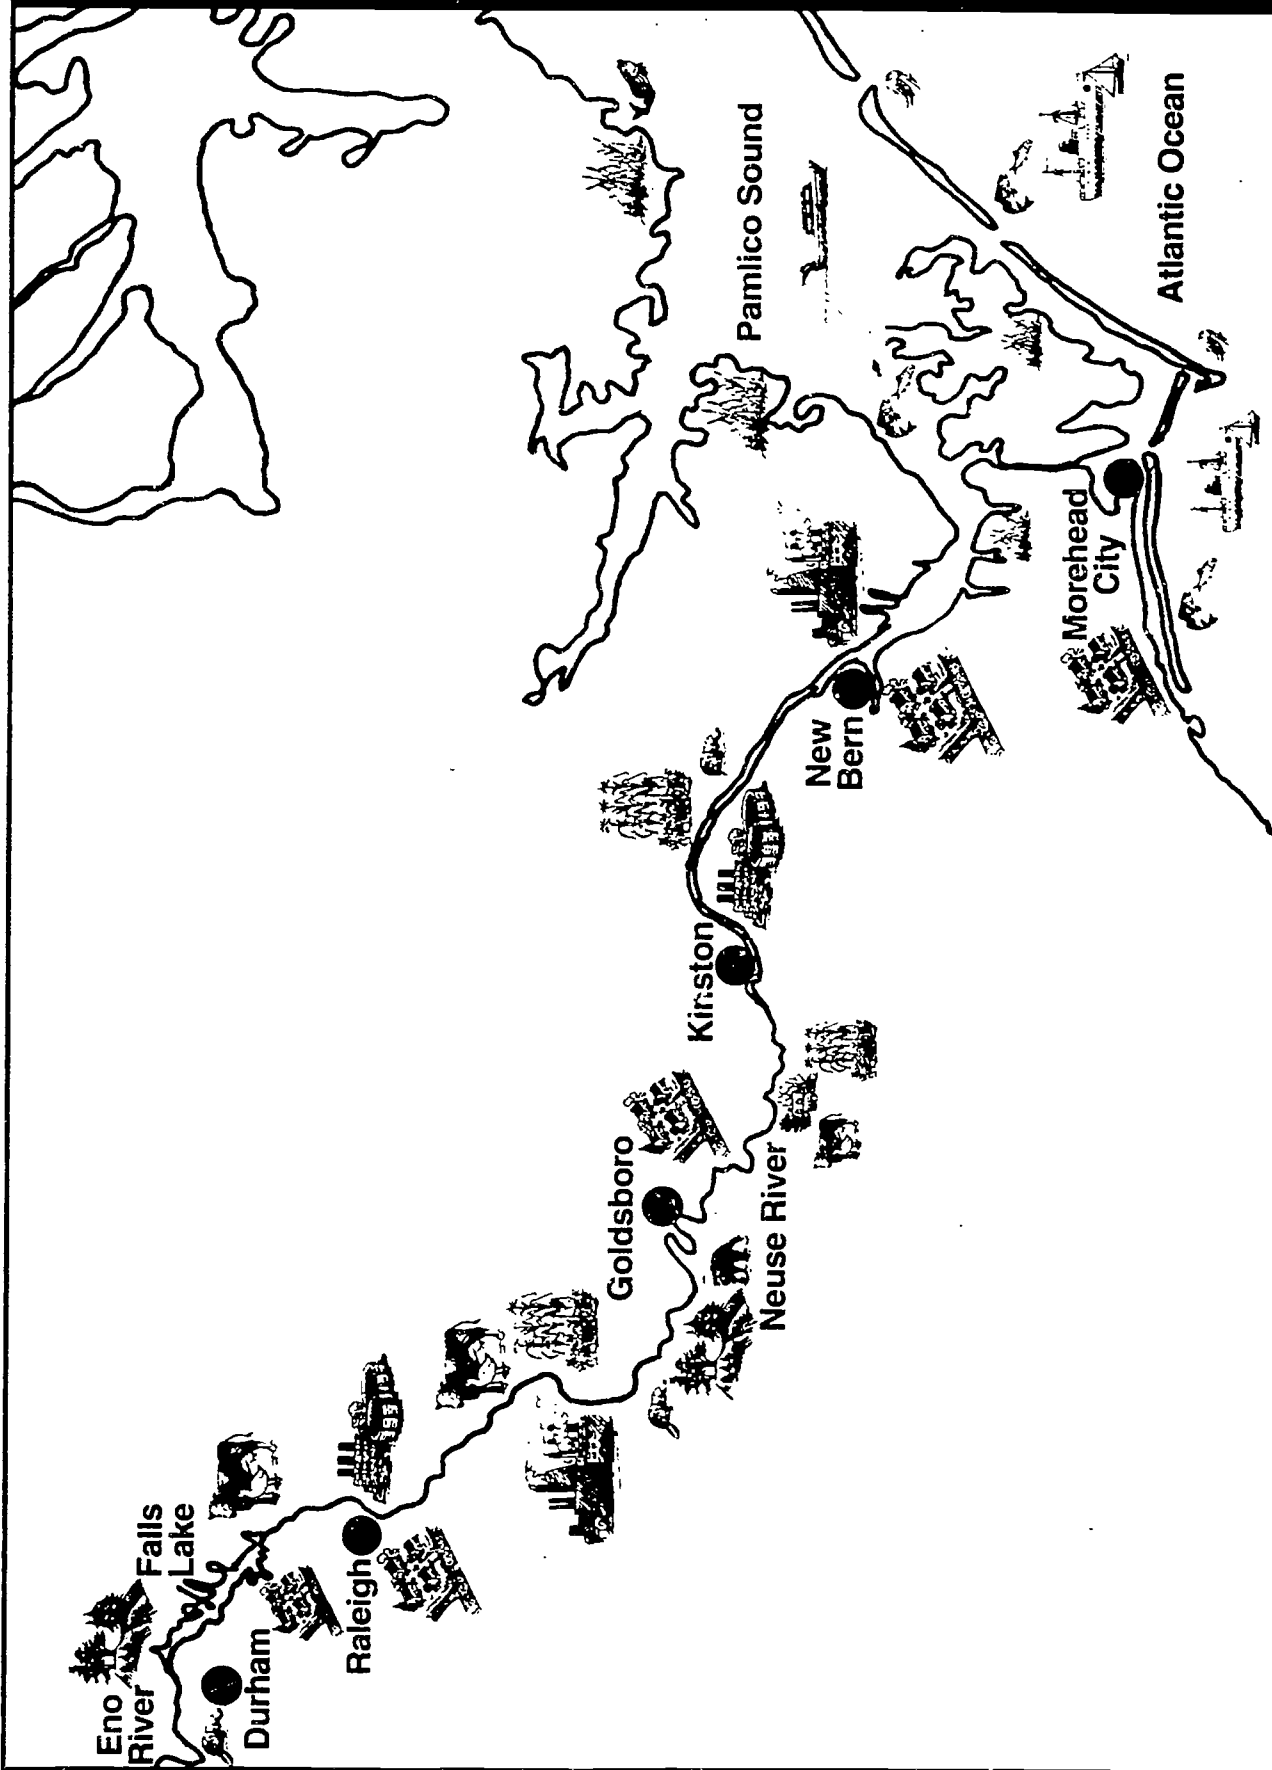 Eno
River
Durham
Falls
Lake
Raleigh
Goldsboro
Neuse River
Kinston
New
Bern
Morehead
City
Pamlico Sound
Atlantic Ocean